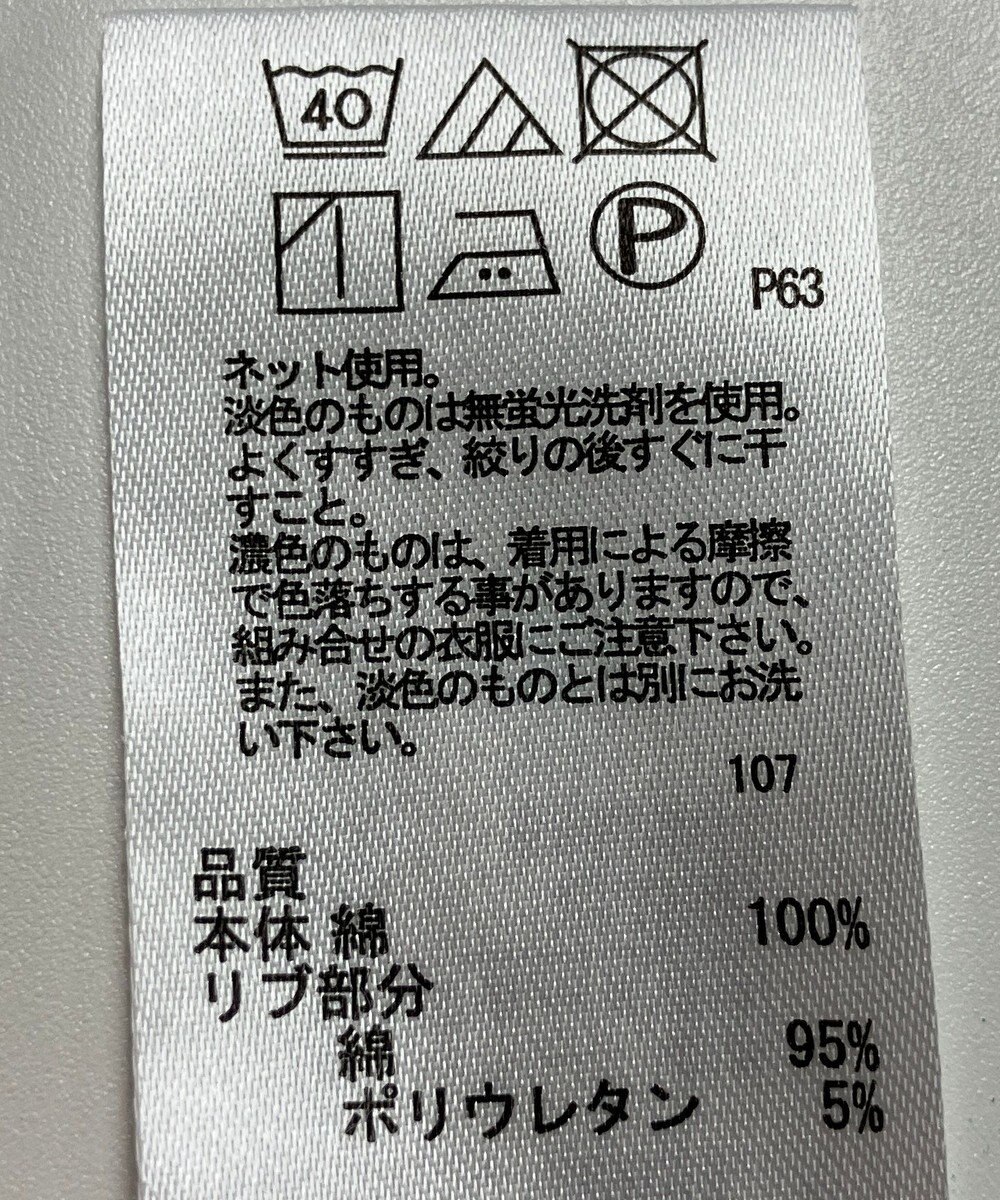 40
P
P63
ネット使用。
淡色のものは無蛍光洗剤を使用。
よくすすぎ、絞りの後すぐに干
すこと。
濃色のものは、着用による摩擦
で色落ちする事がありますので、
組み合せの衣服にご注意下さい。
また、淡色のものとは別にお洗
い下さい。
107
品質
本体 綿 100%
リブ部分
綿 95%
ポリウレタン 5%